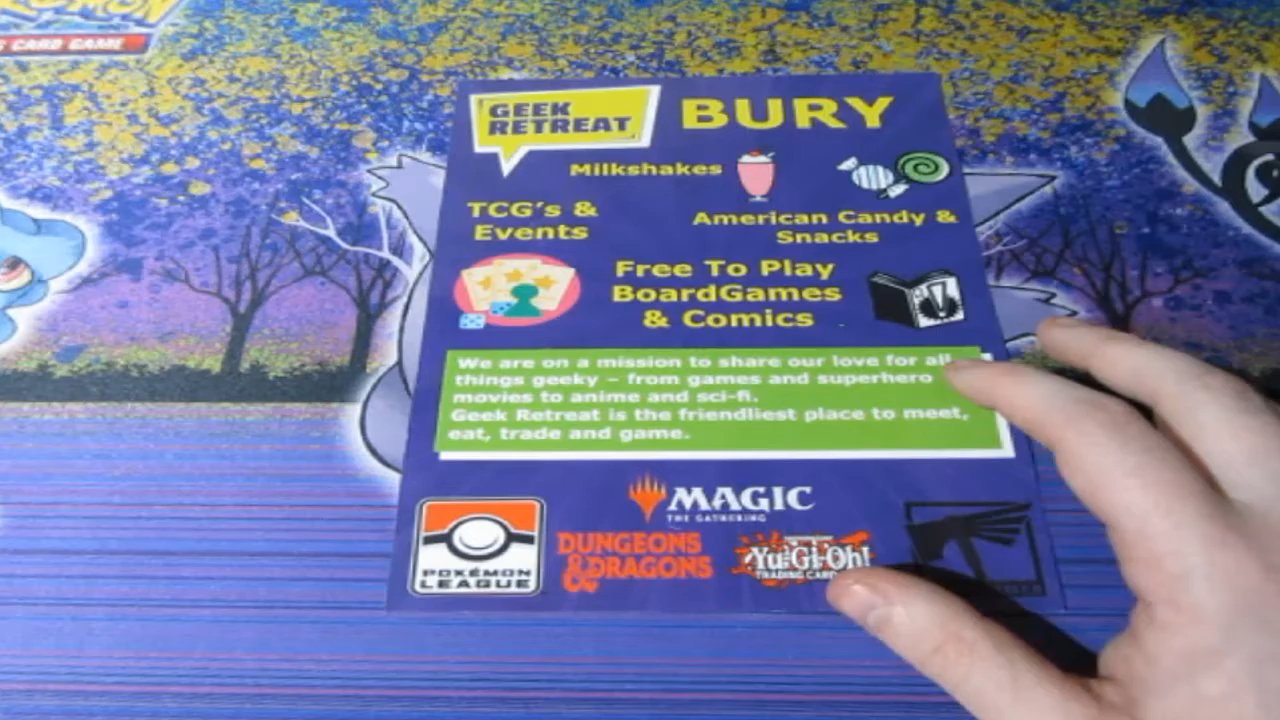 POKÉMON
CARD GAME
GEEK
RETREAT
BURY
Milkshakes
TCG's &
Events
American Candy &
Snacks
Free To Play
BoardGames
& Comics
We are on a mission to share our love for all
things geeky – from games and superhero
movies to anime and sci-fi.
Geek Retreat is the friendliest place to meet,
eat, trade and game.
MAGIC
THE GATHERING
POKÉMON
LEAGUE
DUNGEONS
& DRAGONS
Yu-Gi-Oh!
TRADING CARD